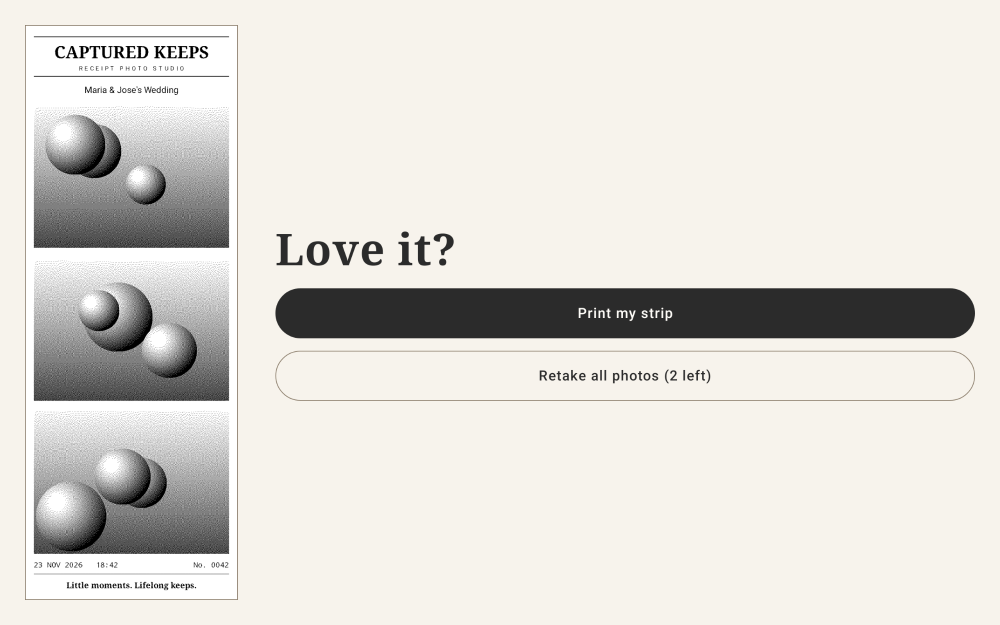 CAPTURED KEEPS
RECEIPT PHOTO STUDIO
Maria & Jose's Wedding
23 NOV 2026 18:42 No. 0042
Little moments. Lifelong keeps.
Love it?
Print my strip
Retake all photos (2 left)